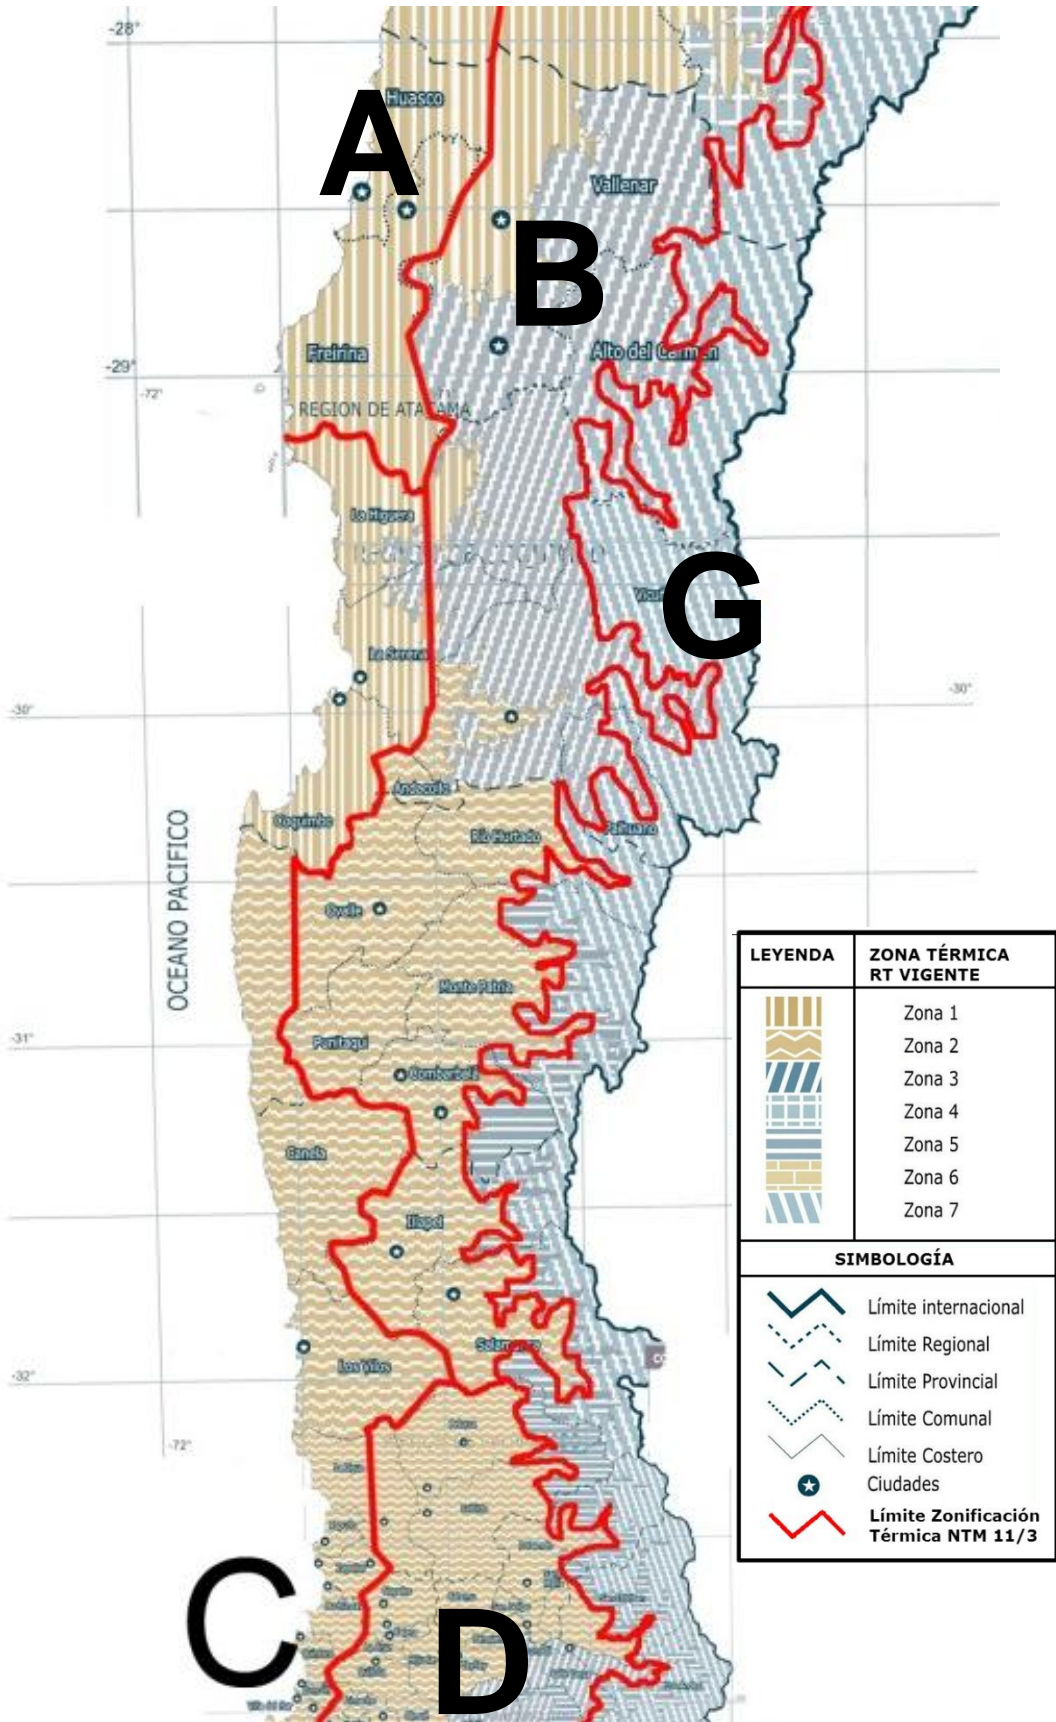 -28°
Huasco
A
Vallenar
B
Freirina
Alto del Carmen
-29°
-72°
REGION DE ATACAMA
La Higuera
G
La Serena
-30°
-30°
Andacollo
Coquimbo
Río Hurtado
Paihuano
OCEANO PACIFICO
Ovalle
Monte Patria
-31°
Punitaqui
Combarbalá
Canela
Illapel
Salamanca
Los Vilos
-32°
-72°
C
D
LEYENDA
ZONA TÉRMICA
RT VIGENTE
Zona 1
Zona 2
Zona 3
Zona 4
Zona 5
Zona 6
Zona 7
SIMBOLOGÍA
Límite internacional
Límite Regional
Límite Provincial
Límite Comunal
Límite Costero
Ciudades
Límite Zonificación
Térmica NTM 11/3